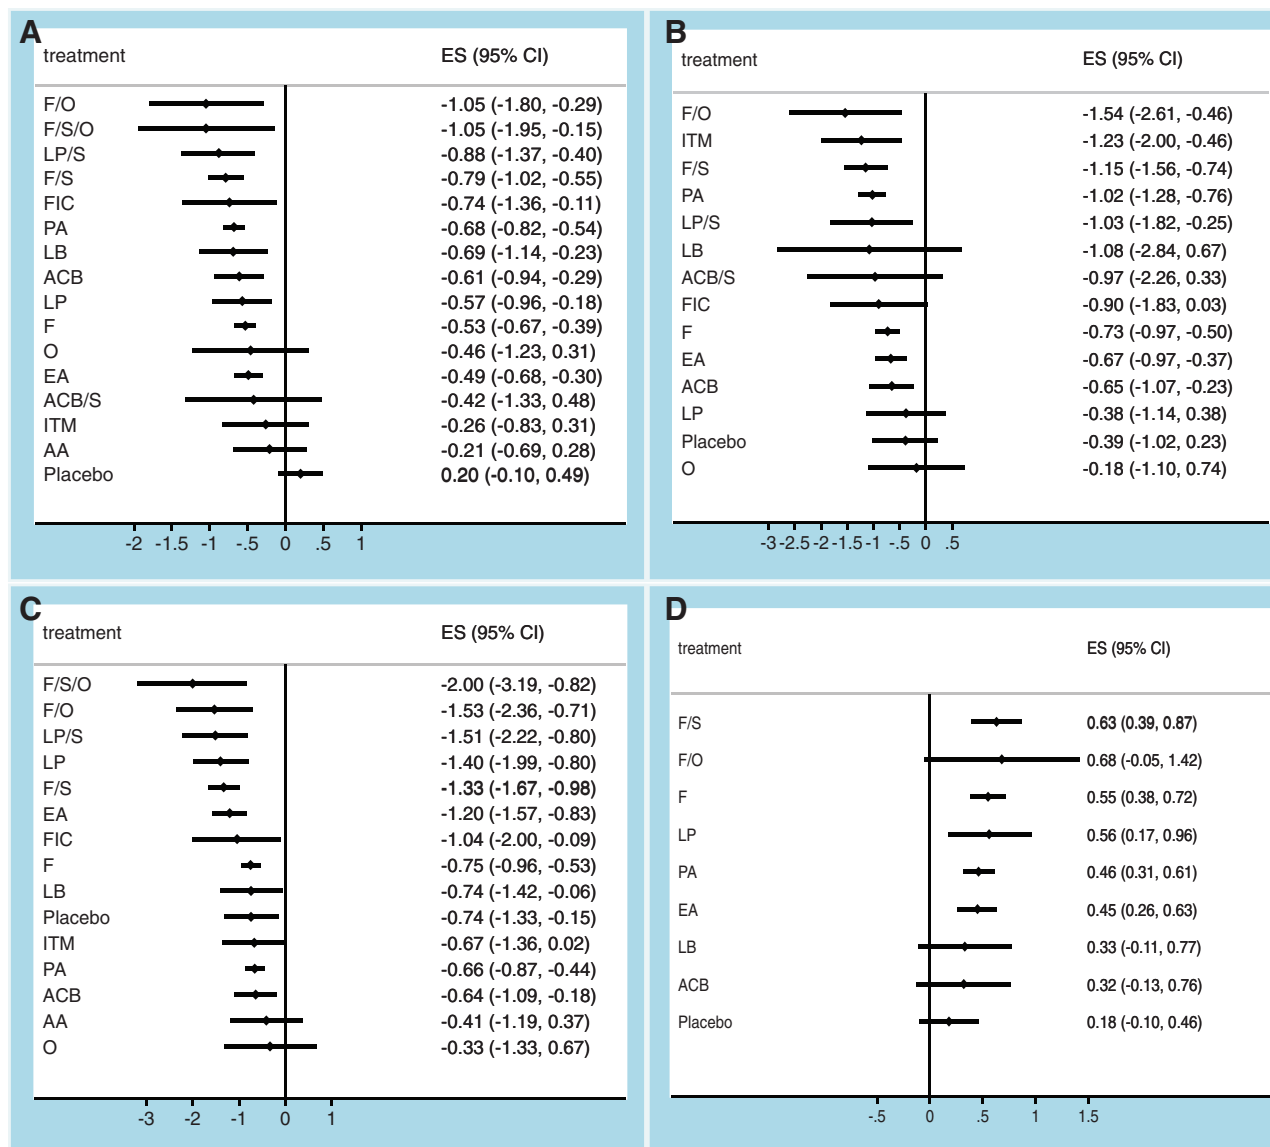 A
treatment ES (95% CI)
F/O -1.05 (-1.80, -0.29)
F/S/O -1.05 (-1.95, -0.15)
LP/S -0.88 (-1.37, -0.40)
F/S -0.79 (-1.02, -0.55)
FIC -0.74 (-1.36, -0.11)
PA -0.68 (-0.82, -0.54)
LB -0.69 (-1.14, -0.23)
ACB -0.61 (-0.94, -0.29)
LP -0.57 (-0.96, -0.18)
F -0.53 (-0.67, -0.39)
O -0.46 (-1.23, 0.31)
EA -0.49 (-0.68, -0.30)
ACB/S -0.42 (-1.33, 0.48)
ITM -0.26 (-0.83, 0.31)
AA -0.21 (-0.69, 0.28)
Placebo 0.20 (-0.10, 0.49)
-2 -1.5 -1 -.5 0 .5 1
B
treatment ES (95% CI)
F/O -1.54 (-2.61, -0.46)
ITM -1.23 (-2.00, -0.46)
F/S -1.15 (-1.56, -0.74)
PA -1.02 (-1.28, -0.76)
LP/S -1.03 (-1.82, -0.25)
LB -1.08 (-2.84, 0.67)
ACB/S -0.97 (-2.26, 0.33)
FIC -0.90 (-1.83, 0.03)
F -0.73 (-0.97, -0.50)
EA -0.67 (-0.97, -0.37)
ACB -0.65 (-1.07, -0.23)
LP -0.38 (-1.14, 0.38)
Placebo -0.39 (-1.02, 0.23)
O -0.18 (-1.10, 0.74)
-3 -2.5 -2 -1.5 -1 -.5 0 .5
C
treatment ES (95% CI)
F/S/O -2.00 (-3.19, -0.82)
F/O -1.53 (-2.36, -0.71)
LP/S -1.51 (-2.22, -0.80)
LP -1.40 (-1.99, -0.80)
F/S -1.33 (-1.67, -0.98)
EA -1.20 (-1.57, -0.83)
FIC -1.04 (-2.00, -0.09)
F -0.75 (-0.96, -0.53)
LB -0.74 (-1.42, -0.06)
Placebo -0.74 (-1.33, -0.15)
ITM -0.67 (-1.36, 0.02)
PA -0.66 (-0.87, -0.44)
ACB -0.64 (-1.09, -0.18)
AA -0.41 (-1.19, 0.37)
O -0.33 (-1.33, 0.67)
-3 -2 -1 0 1
D
treatment ES (95% CI)
F/S 0.63 (0.39, 0.87)
F/O 0.68 (-0.05, 1.42)
F 0.55 (0.38, 0.72)
LP 0.56 (0.17, 0.96)
PA 0.46 (0.31, 0.61)
EA 0.45 (0.26, 0.63)
LB 0.33 (-0.11, 0.77)
ACB 0.32 (-0.13, 0.76)
Placebo 0.18 (-0.10, 0.46)
-.5 0 .5 1 1.5